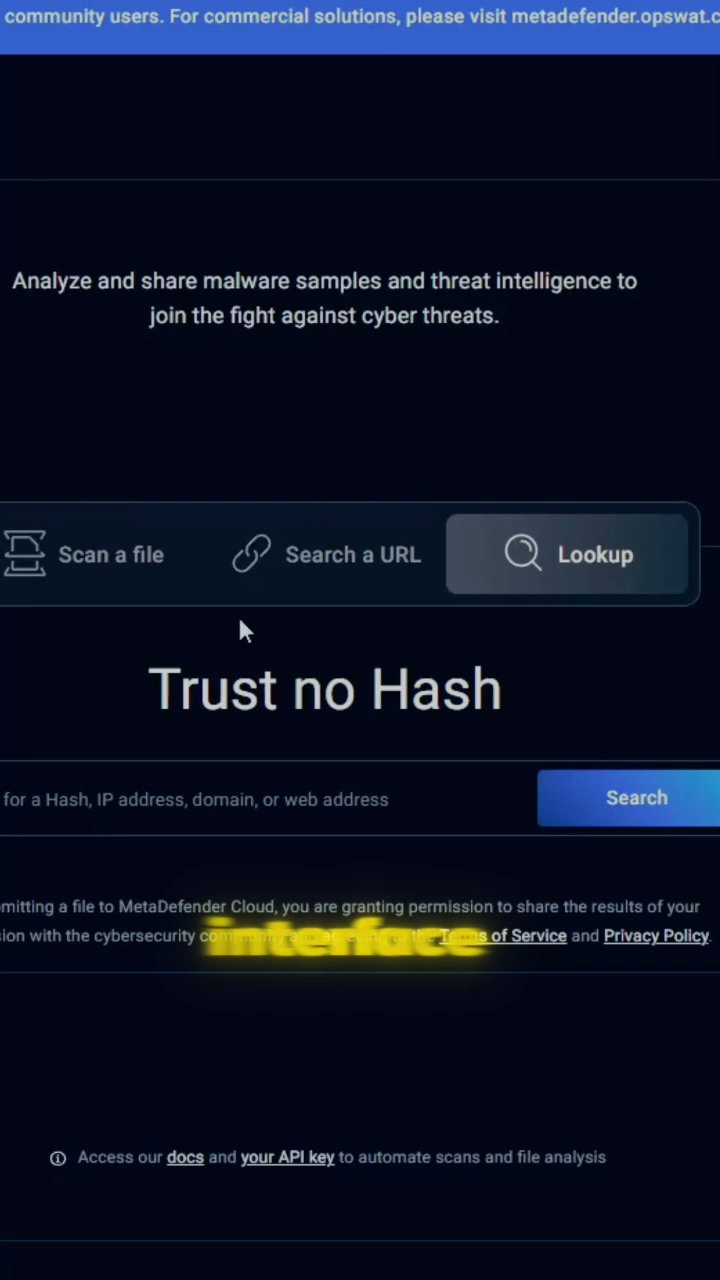 community users. For commercial solutions, please visit metadefender.opswat.c
Analyze and share malware samples and threat intelligence to
join the fight against cyber threats.
Scan a file
Search a URL
Lookup
Trust no Hash
for a Hash, IP address, domain, or web address
Search
mitting a file to MetaDefender Cloud, you are granting permission to share the results of your
ion with the cybersecurity Terms of Service and Privacy Policy.
interface
Access our docs and your API key to automate scans and file analysis